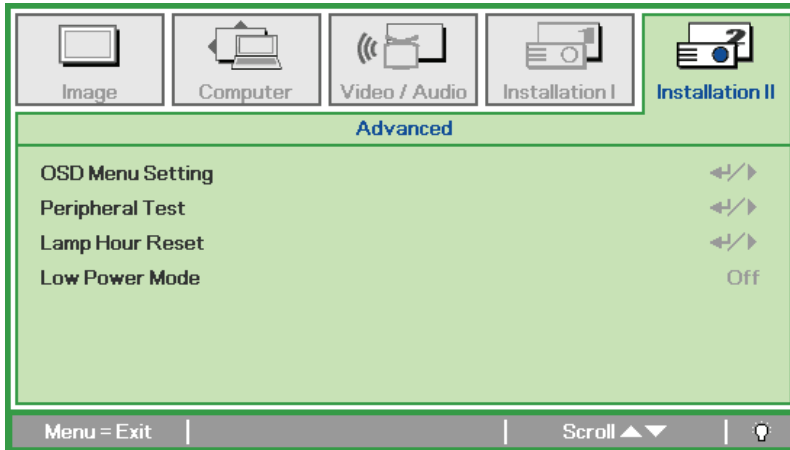 Image Computer Video / Audio Installation I Installation II
Advanced
OSD Menu Setting
Peripheral Test
Lamp Hour Reset
Low Power Mode Off
Menu = Exit Scroll